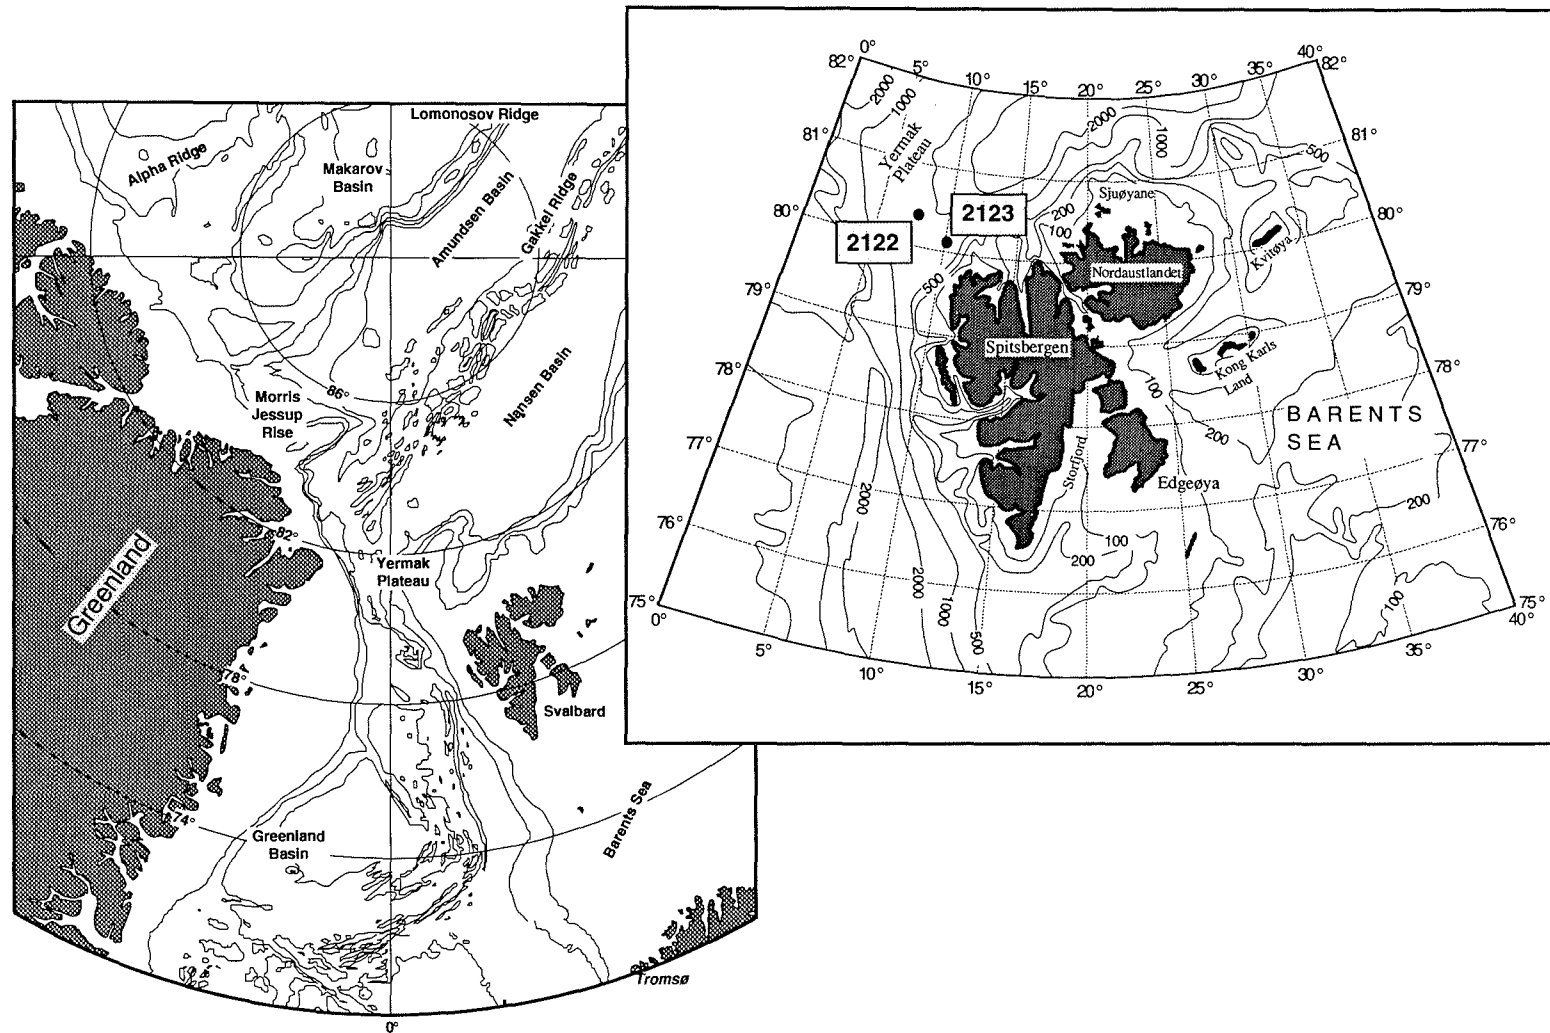 Lomonosov Ridge
Alpha Ridge
Makarov
Basin
Amundsen Basin
Gakkel Ridge
Nansen Basin
86°
Morris
Jessup
Rise
82°
Yermak
Plateau
Greenland
78°
Svalbard
74°
Greenland
Basin
Barents Sea
Tromsø
0°
0°
40°
82°
5°
10°
15°
20°
25°
30°
35°
82°
2000
1000
2000
1000
500
81°
81°
Yermak
Plateau
Sjuøyane
80°
2123
200
100
80°
2122
Kvitøya
Nordaustlandet
500
79°
79°
Spitsbergen
Kong Karls
Land
78°
78°
100
BARENTS
SEA
200
77°
77°
Storfjord
Edgeøya
2000
200
76°
76°
100
200
2000
1000
500
100
75°
75°
0°
40°
5°
35°
10°
15°
20°
25°
30°